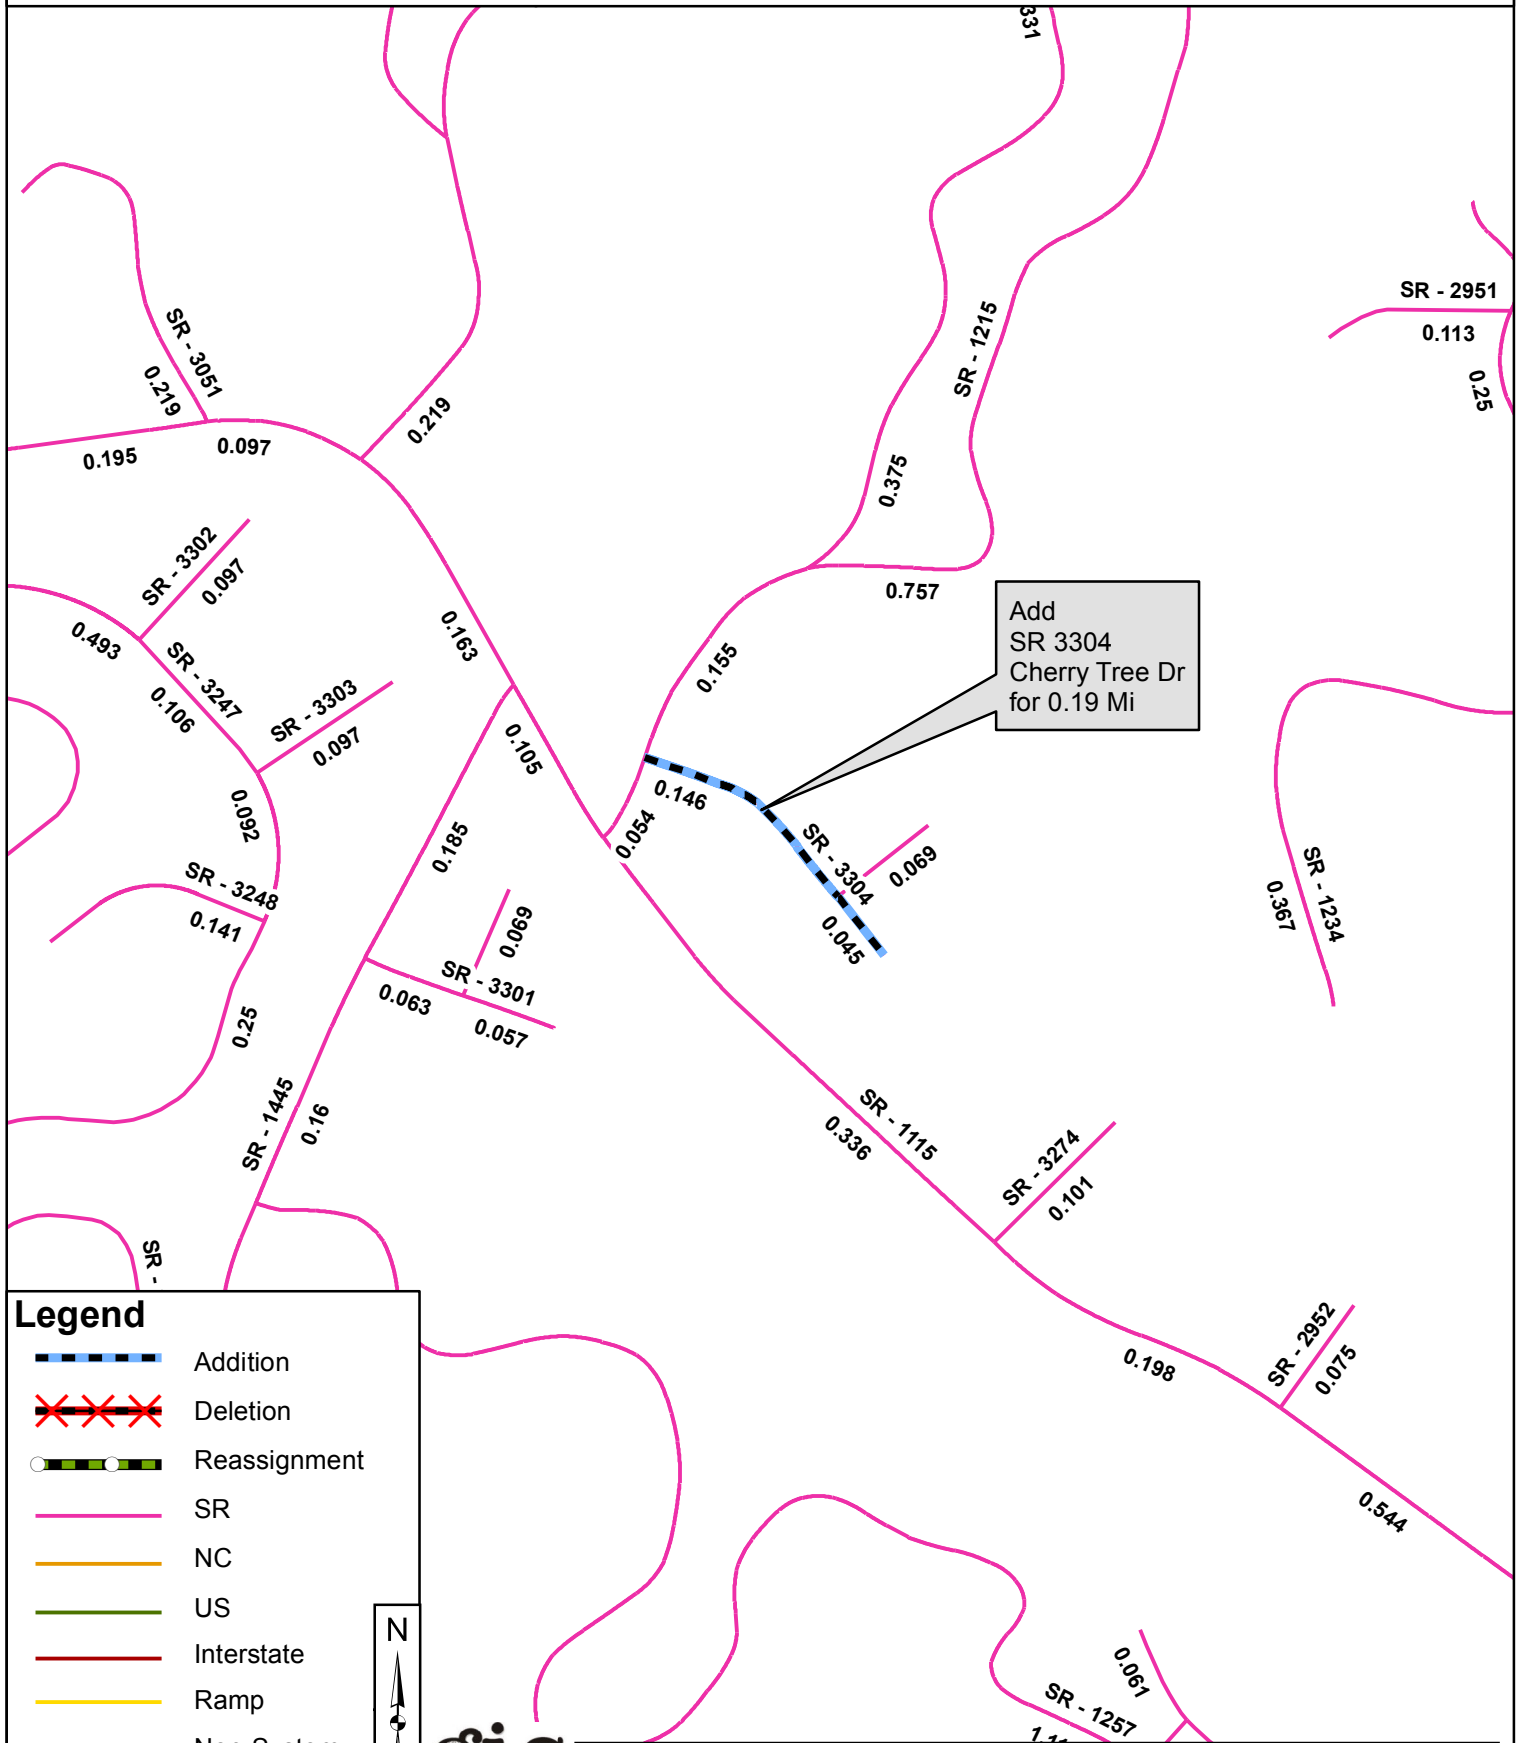 331
SR - 2951
0.113
0.25
SR - 3051
0.219
SR - 1215
0.219
0.195
0.097
0.375
SR - 3302
0.097
0.757
Add
SR 3304
Cherry Tree Dr
for 0.19 Mi
0.493
0.163
SR - 3247
0.106
0.155
SR - 3303
0.097
0.105
0.146
0.092
0.054
0.185
SR - 3304
0.069
SR - 3248
0.141
0.367
SR - 1234
0.069
0.045
SR - 3301
0.063
0.057
0.25
SR - 1445
0.16
SR - 1115
0.336
SR - 3274
0.101
SR -
SR - 2952
0.075
0.198
0.544
Legend
Addition
Deletion
Reassignment
SR
NC
US
Interstate
Ramp
N
0.061
SR - 1257